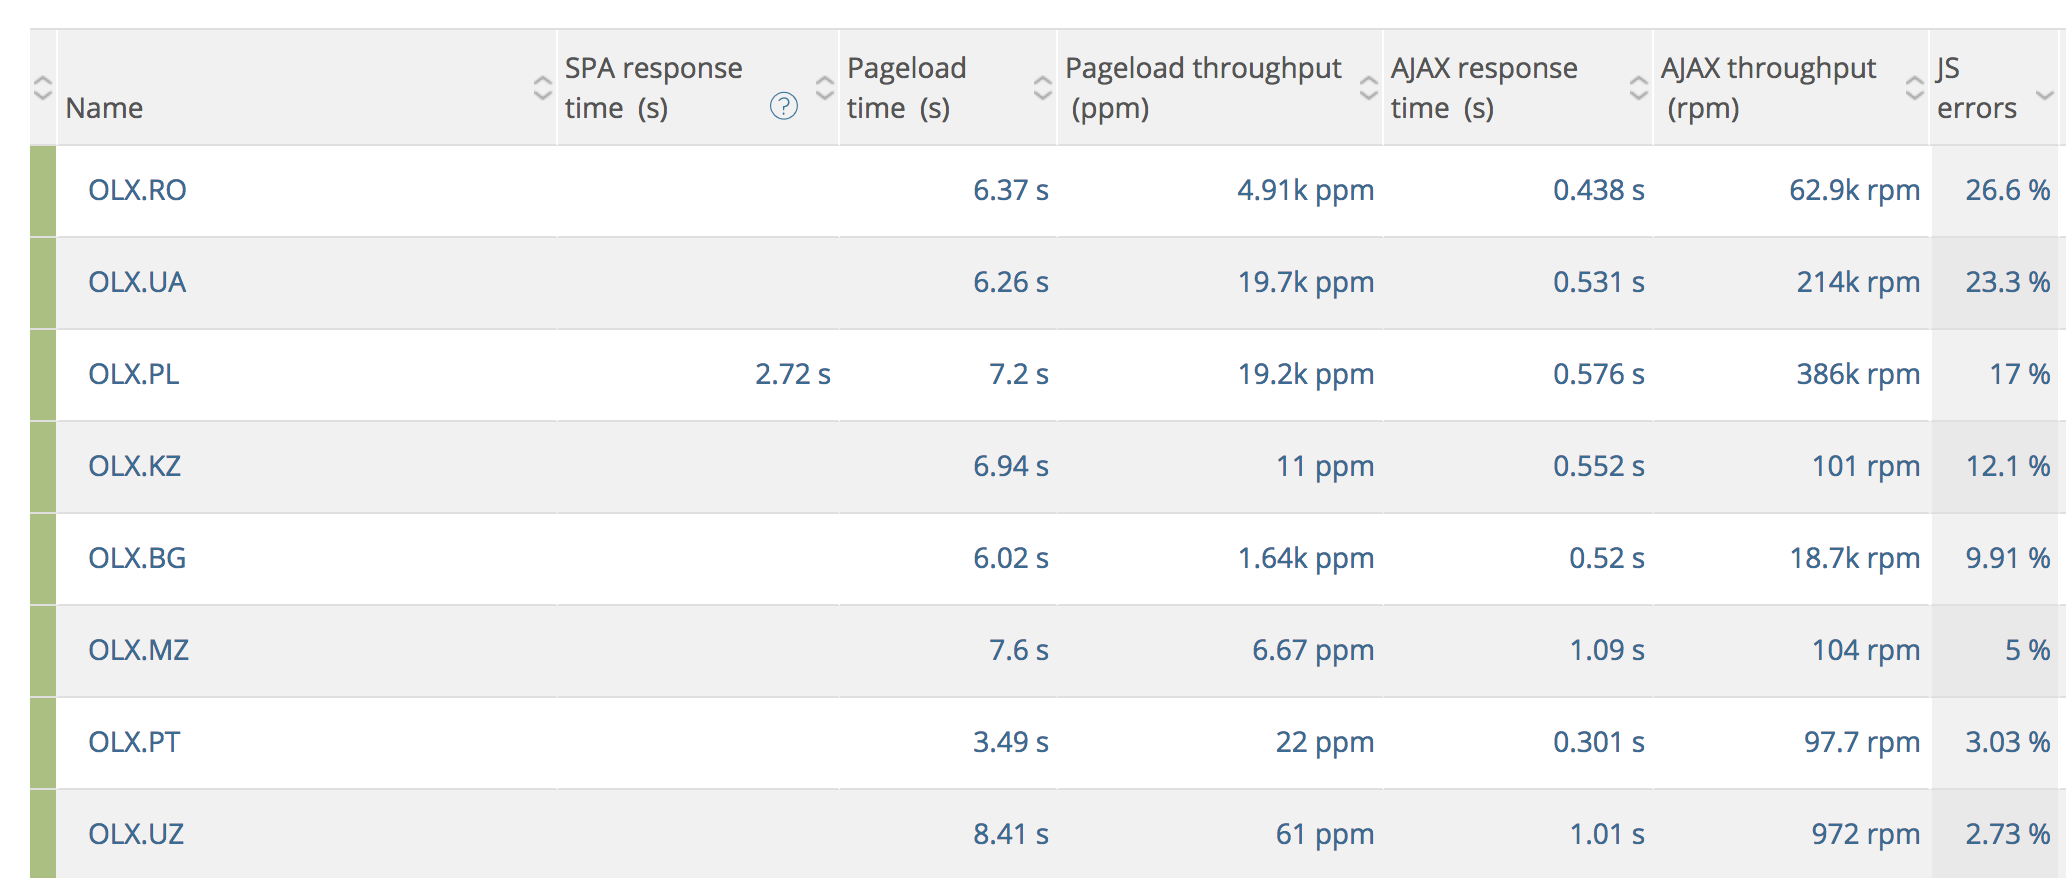 Name SPA response time (s) ? Pageload time (s) Pageload throughput (ppm) AJAX response time (s) AJAX throughput (rpm) JS errors
OLX.RO 6.37 s 4.91k ppm 0.438 s 62.9k rpm 26.6 %
OLX.UA 6.26 s 19.7k ppm 0.531 s 214k rpm 23.3 %
OLX.PL 2.72 s 7.2 s 19.2k ppm 0.576 s 386k rpm 17 %
OLX.KZ 6.94 s 11 ppm 0.552 s 101 rpm 12.1 %
OLX.BG 6.02 s 1.64k ppm 0.52 s 18.7k rpm 9.91 %
OLX.MZ 7.6 s 6.67 ppm 1.09 s 104 rpm 5 %
OLX.PT 3.49 s 22 ppm 0.301 s 97.7 rpm 3.03 %
OLX.UZ 8.41 s 61 ppm 1.01 s 972 rpm 2.73 %